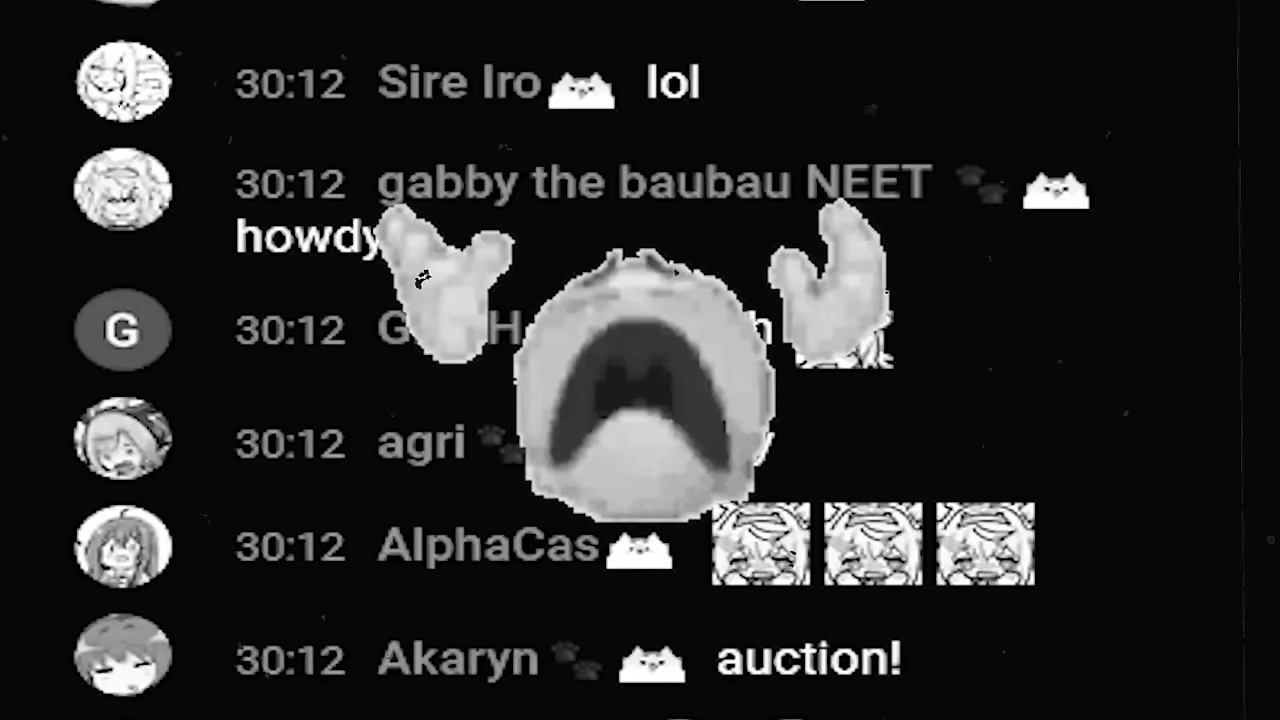 30:12 Sire Iro lol
30:12 gabby the baubau NEET
howdy
G
30:12 G H
30:12 agri
30:12 AlphaCas
30:12 Akaryn auction!